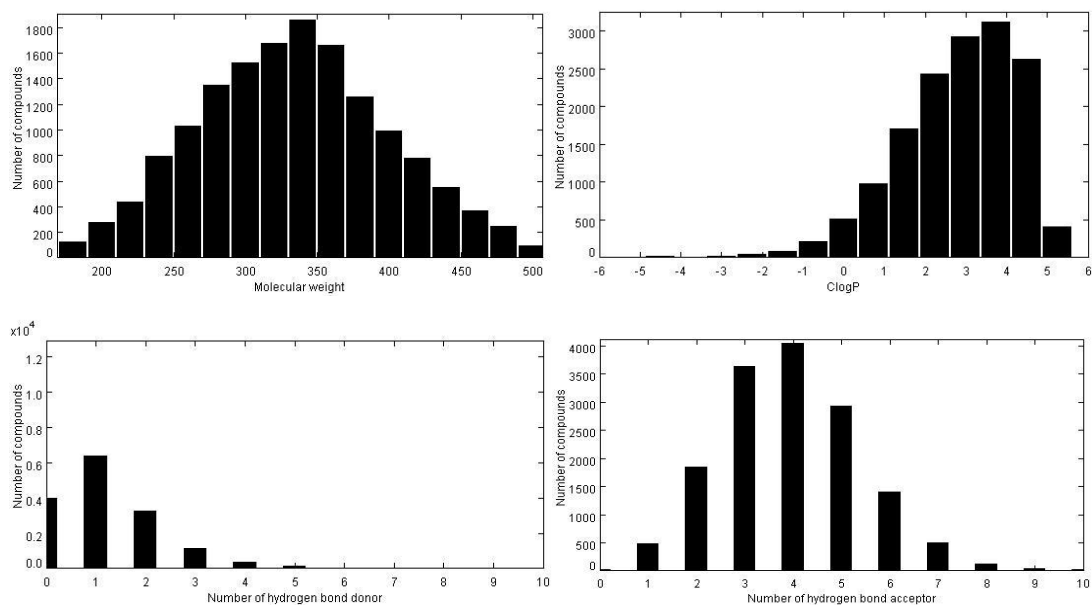 1800
1600
1400
1200
1000
800
600
400
200
0
Number of compounds
200 250 300 350 400 450 500
Molecular weight
3000
2500
2000
1500
1000
500
0
Number of compounds
-6 -5 -4 -3 -2 -1 0 1 2 3 4 5 6
ClogP
x10^4
1.2
1.0
0.8
0.6
0.4
0.2
0.0
Number of compounds
0 1 2 3 4 5 6 7 8 9 10
Number of hydrogen bond donor
4000
3500
3000
2500
2000
1500
1000
500
0
Number of compounds
0 1 2 3 4 5 6 7 8 9 10
Number of hydrogen bond acceptor